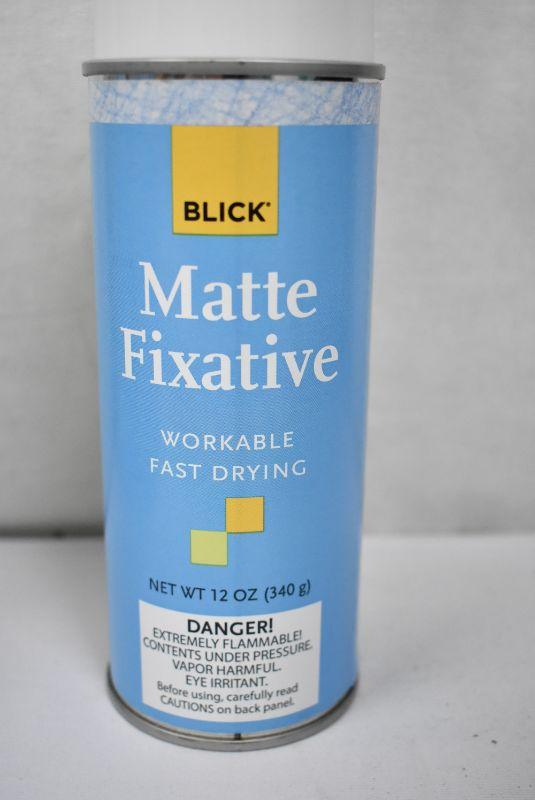 BLICK®
Matte
Fixative
WORKABLE
FAST DRYING
NET WT 12 OZ (340 g)
DANGER!
EXTREMELY FLAMMABLE!
CONTENTS UNDER PRESSURE.
VAPOR HARMFUL.
EYE IRRITANT.
Before using, carefully read
CAUTIONS on back panel.